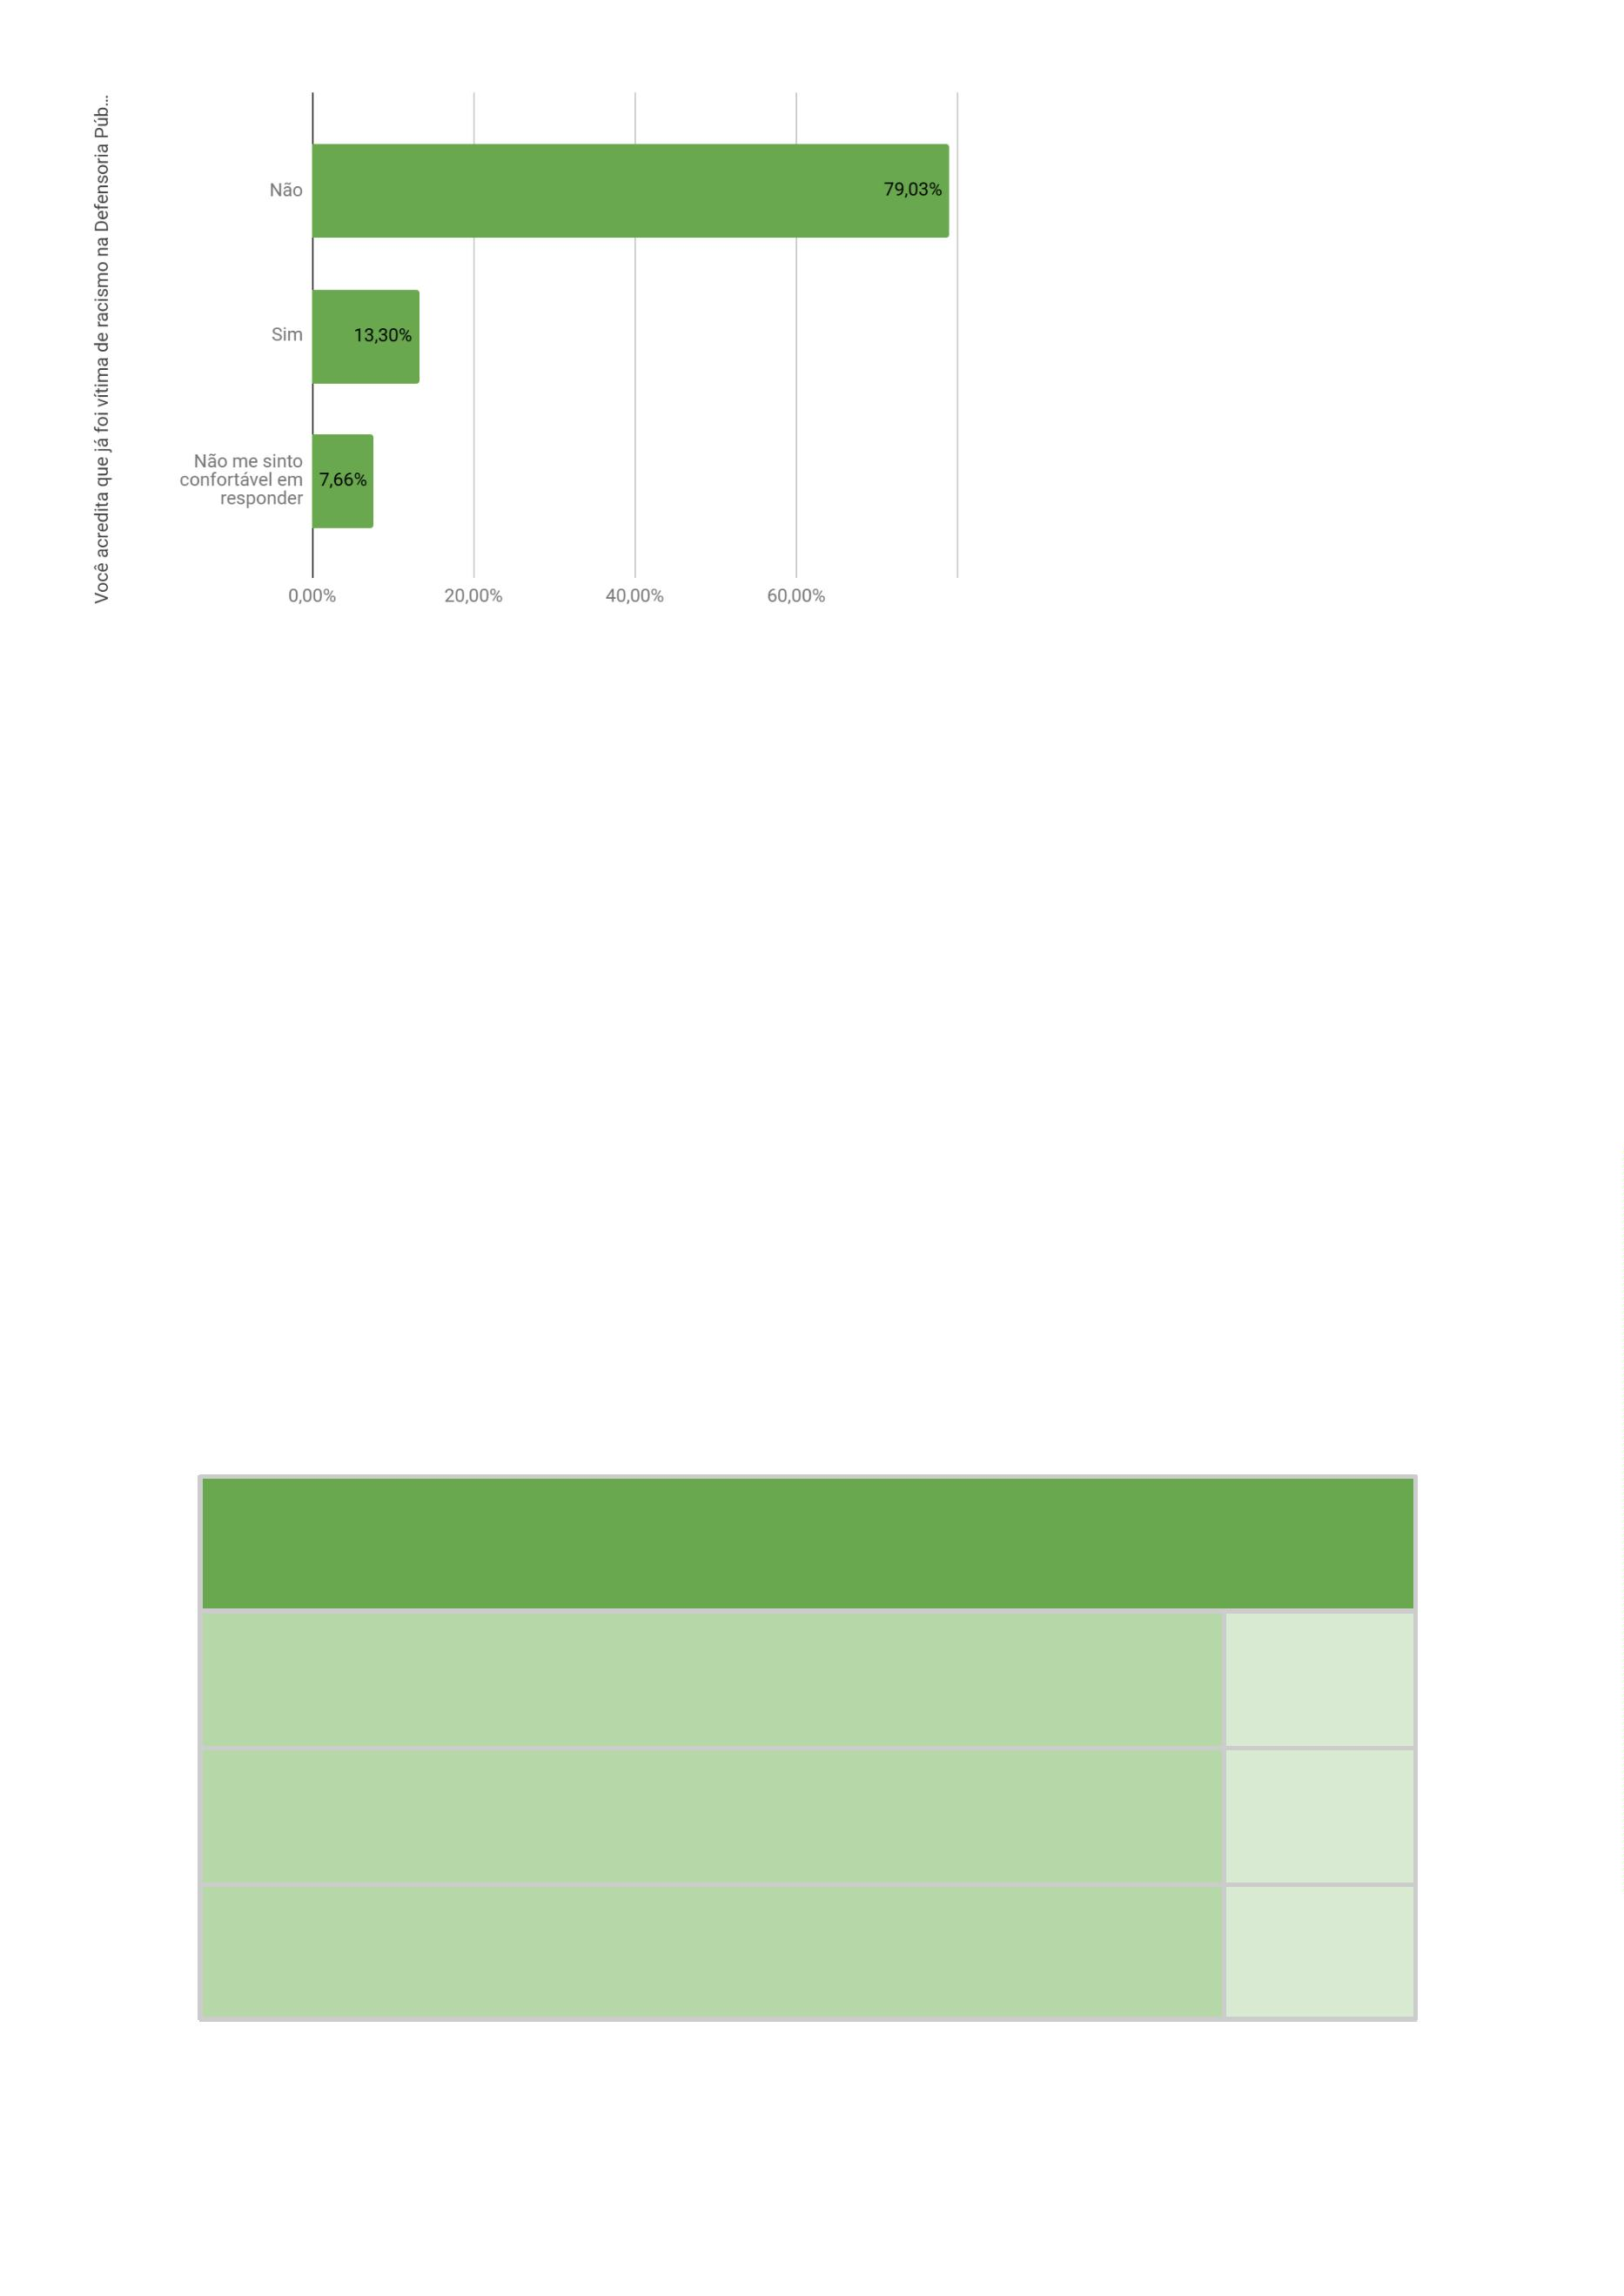 Você acredita que já foi vítima de racismo na Defensoria Púb...
Não
79,03%
Sim
13,30%
Não me sinto
confortável em
responder
7,66%
0,00%
20,00%
40,00%
60,00%